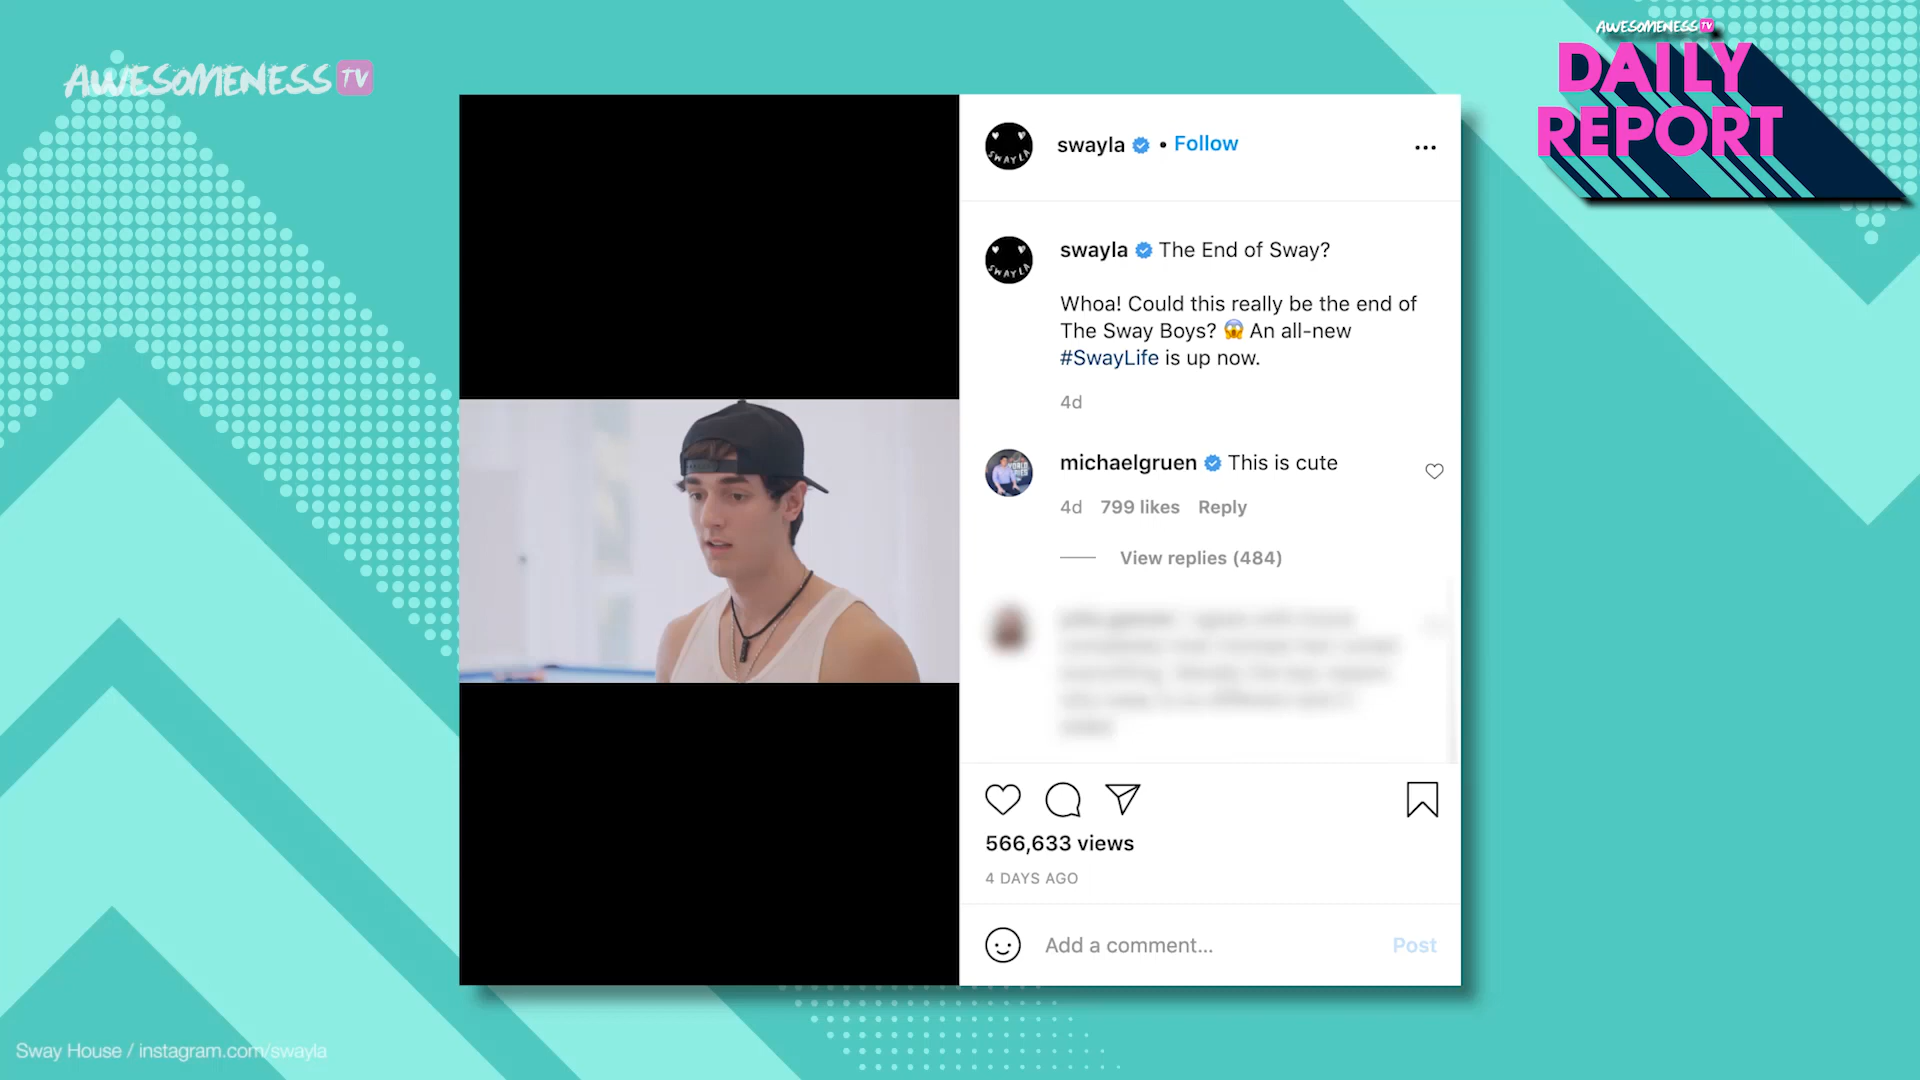 AWESOMENESS TV
AWESOMENESS TV
DAILY
REPORT
SWAYLA
swayla • Follow
SWAYLA
swayla The End of Sway?
Whoa! Could this really be the end of
The Sway Boys? 😱 An all-new
#SwayLife is up now.
4d
michaelgruen This is cute
4d 799 likes Reply
View replies (484)
566,633 views
4 DAYS AGO
Add a comment... Post
Sway House / instagram.com/swayla